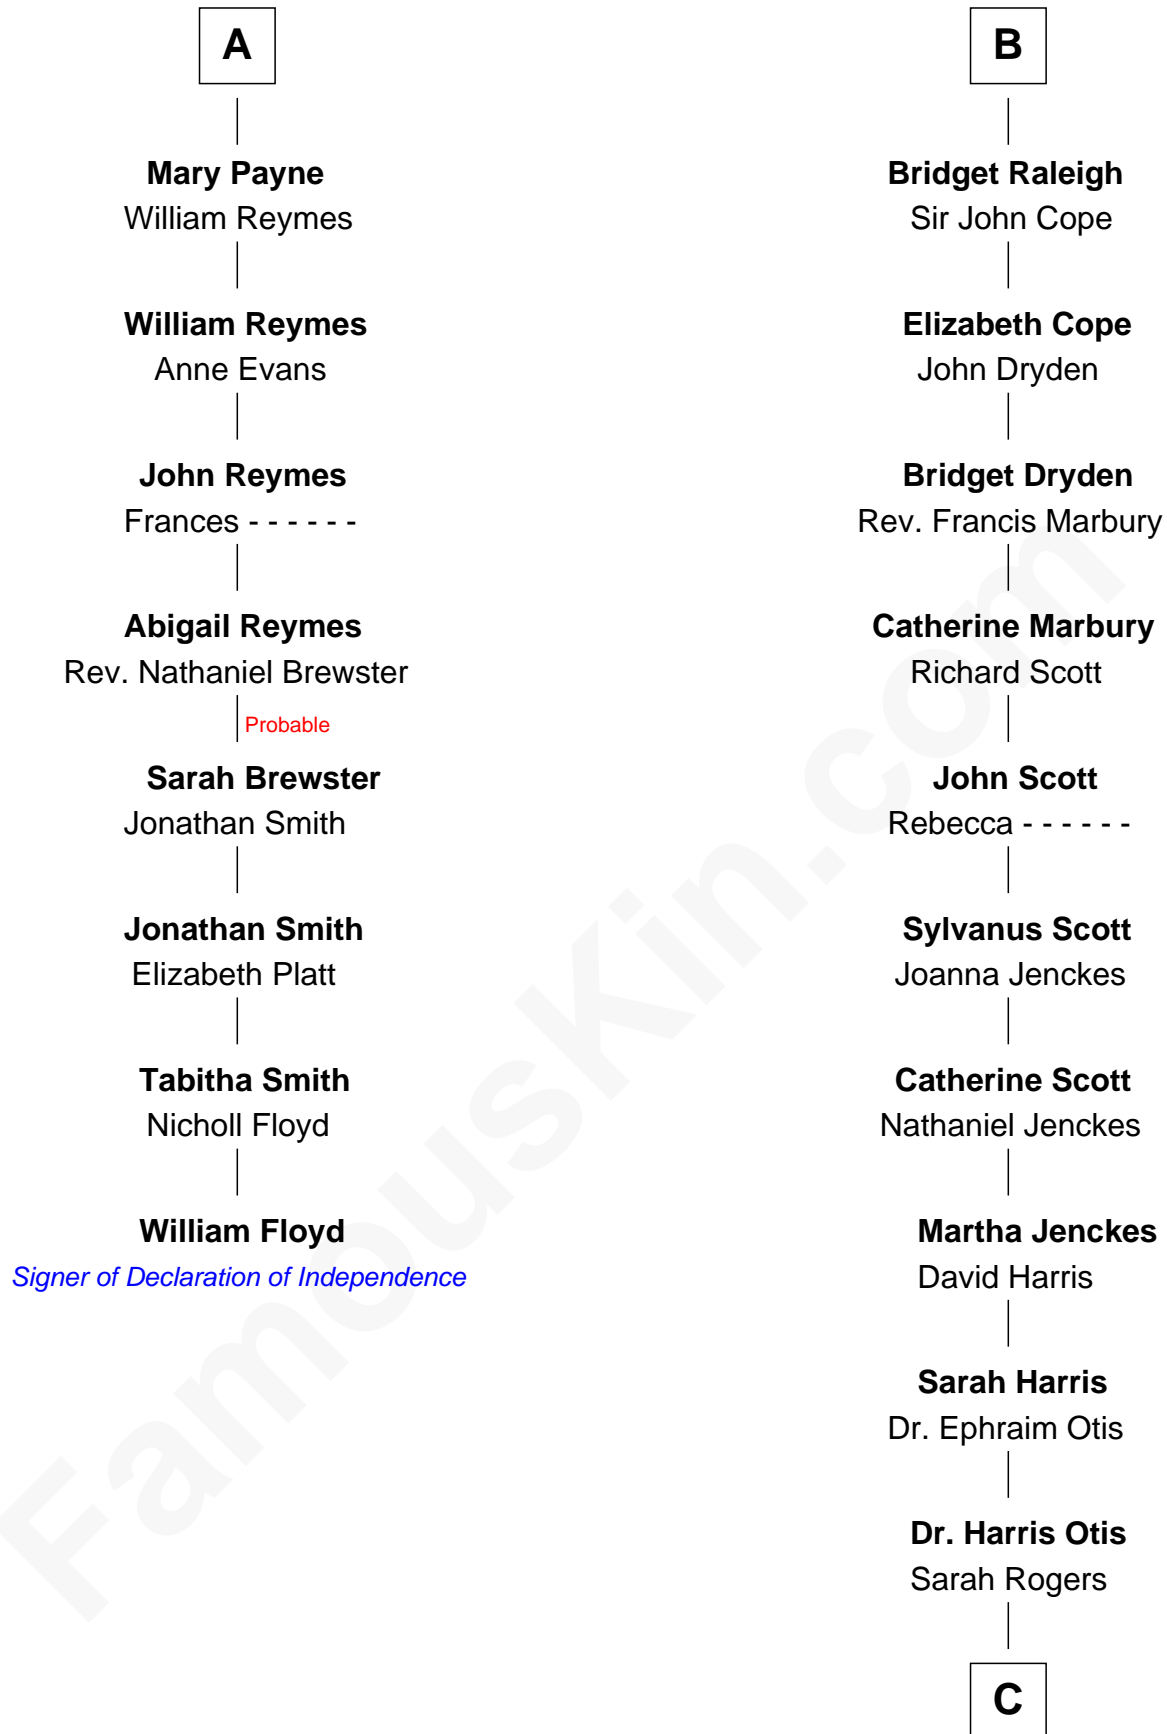 A
Mary Payne
William Reymes
William Reymes
Anne Evans
John Reymes
Frances - - - - - -
Abigail Reymes
Rev. Nathaniel Brewster
Probable
Sarah Brewster
Jonathan Smith
Jonathan Smith
Elizabeth Platt
Tabitha Smith
Nicholl Floyd
William Floyd
Signer of Declaration of Independence
B
Bridget Raleigh
Sir John Cope
Elizabeth Cope
John Dryden
Bridget Dryden
Rev. Francis Marbury
Catherine Marbury
Richard Scott
John Scott
Rebecca - - - - - -
Sylvanus Scott
Joanna Jenckes
Catherine Scott
Nathaniel Jenckes
Martha Jenckes
David Harris
Sarah Harris
Dr. Ephraim Otis
Dr. Harris Otis
Sarah Rogers
C
FamousKin.com